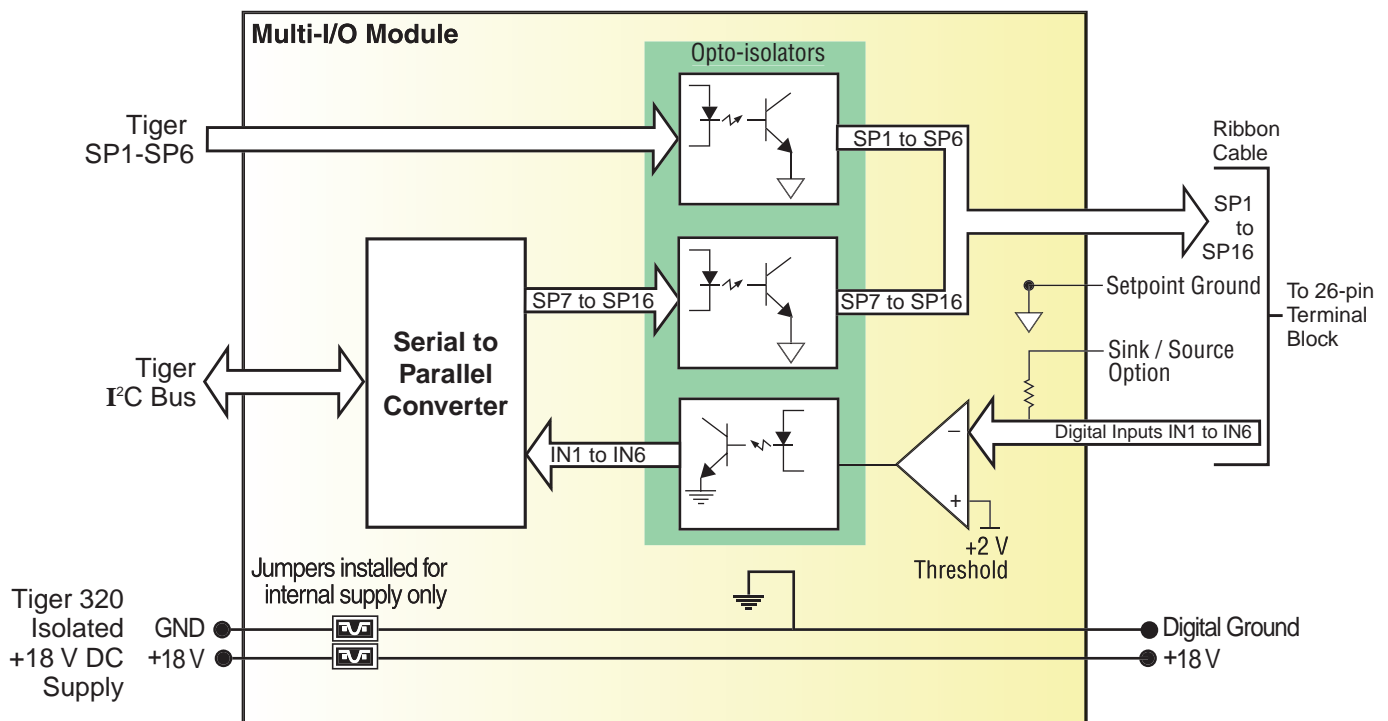 Multi-I/O Module
Opto-isolators
Tiger
SP1-SP6
SP1 to SP6
Ribbon
Cable
SP1
to
SP16
SP7 to SP16
SP7 to SP16
Setpoint Ground
To 26-pin
Terminal
Block
Serial to
Parallel
Converter
Tiger
I²C Bus
Sink / Source
Option
IN1 to IN6
–
+
Digital Inputs IN1 to IN6
+2 V
Threshold
Jumpers installed for
internal supply only
Tiger 320
Isolated
+18 V DC
Supply
GND
+18 V
Digital Ground
+18 V